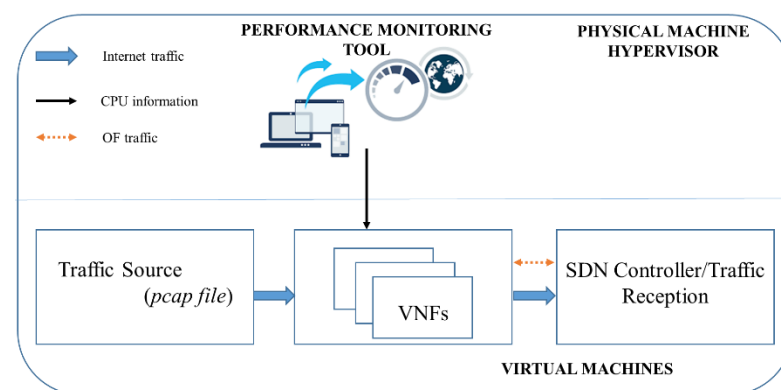 PERFORMANCE MONITORING
TOOL
PHYSICAL MACHINE
HYPERVISOR
Internet traffic
CPU information
OF traffic
Traffic Source
(pcap file)
VNFs
SDN Controller/Traffic
Reception
VIRTUAL MACHINES